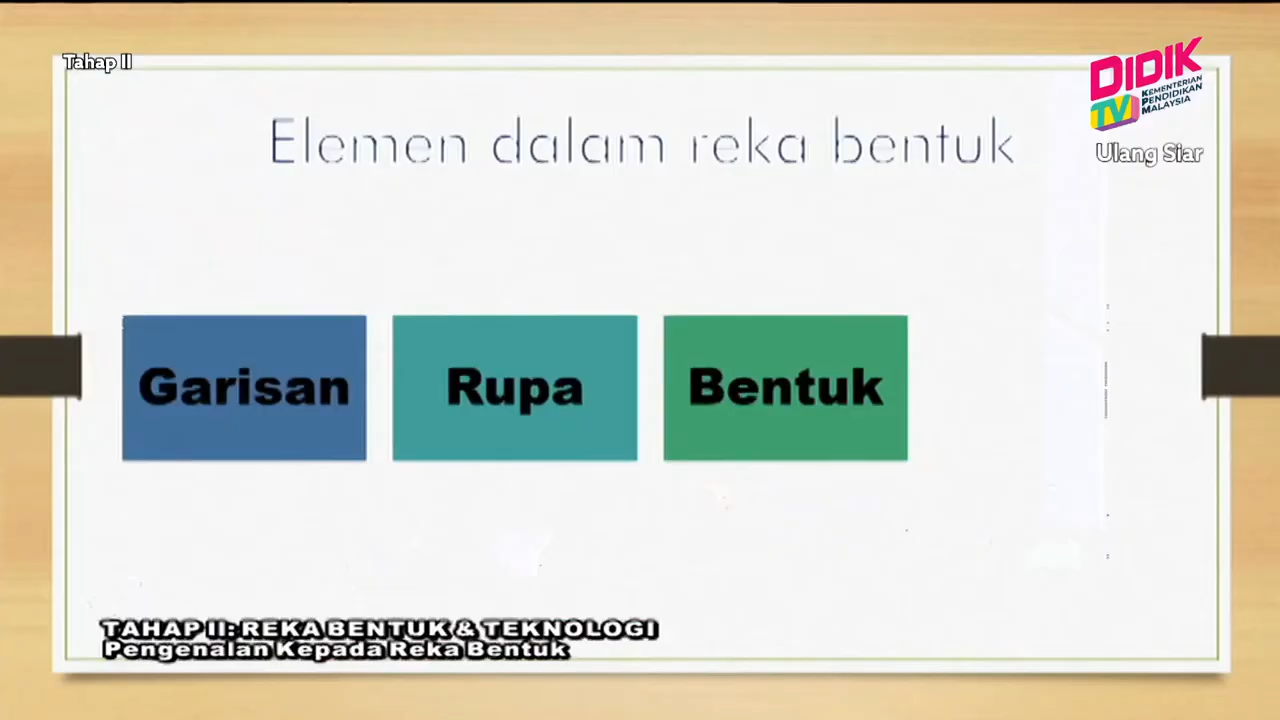 Tahap II
DIDIK
TV
KEMENTERIAN
PENDIDIKAN
MALAYSIA
Ulang Siar
Elemen dalam reka bentuk
Garisan
Rupa
Bentuk
TAHAP II: REKA BENTUK & TEKNOLOGI
Pengenalan Kepada Reka Bentuk